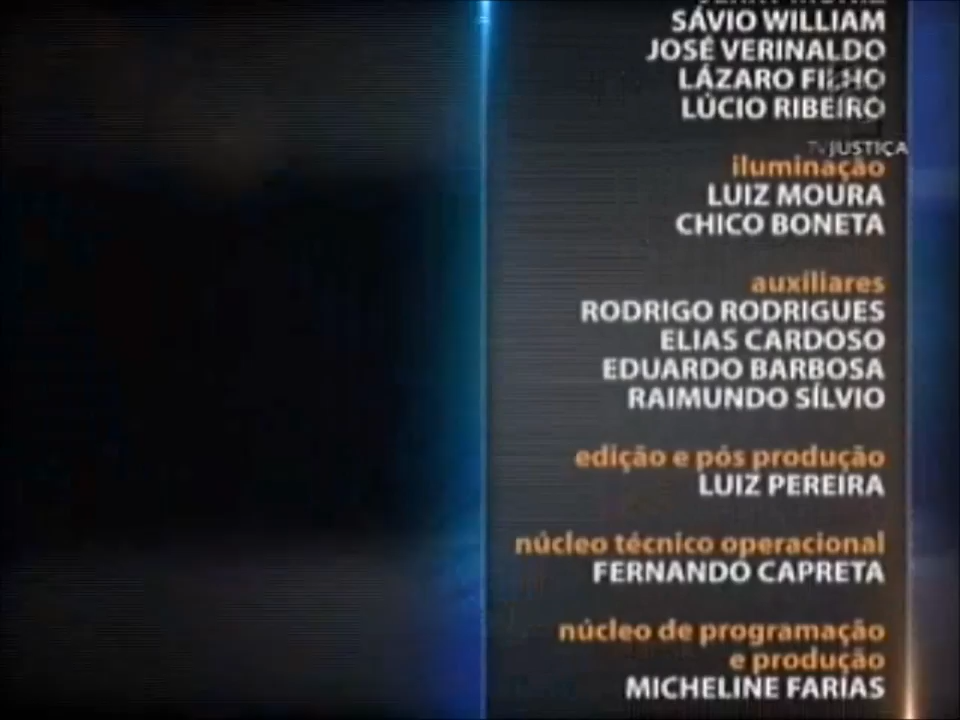 SÁVIO WILLIAM
JOSÉ VERINALDO
LÁZARO FILHO
LÚCIO RIBEIRO
TV JUSTIÇA
iluminação
LUIZ MOURA
CHICO BONETA
auxiliares
RODRIGO RODRIGUES
ELIAS CARDOSO
EDUARDO BARBOSA
RAIMUNDO SÍLVIO
edição e pós produção
LUIZ PEREIRA
núcleo técnico operacional
FERNANDO CAPRETA
núcleo de programação
e produção
MICHELINE FARIAS